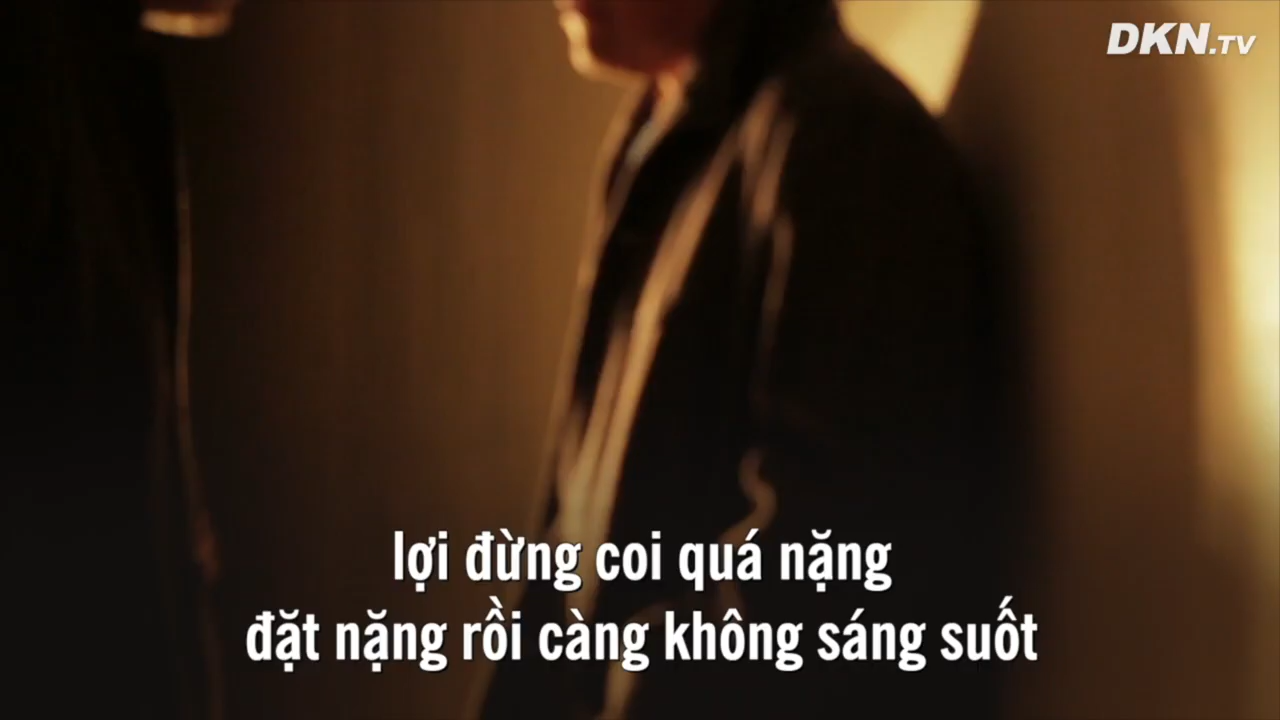 DKN.TV
lợi đừng coi quá nặng
đặt nặng rồi càng không sáng suốt